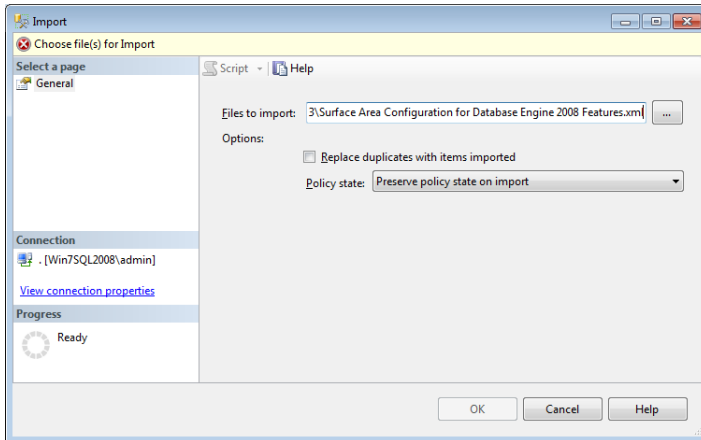 Import
Choose file(s) for Import
Select a page
General
Script
Help
Files to import:
3\Surface Area Configuration for Database Engine 2008 Features.xml
...
Options:
Replace duplicates with items imported
Policy state:
Preserve policy state on import
Connection
. [Win7SQL2008\admin]
View connection properties
Progress
Ready
OK
Cancel
Help